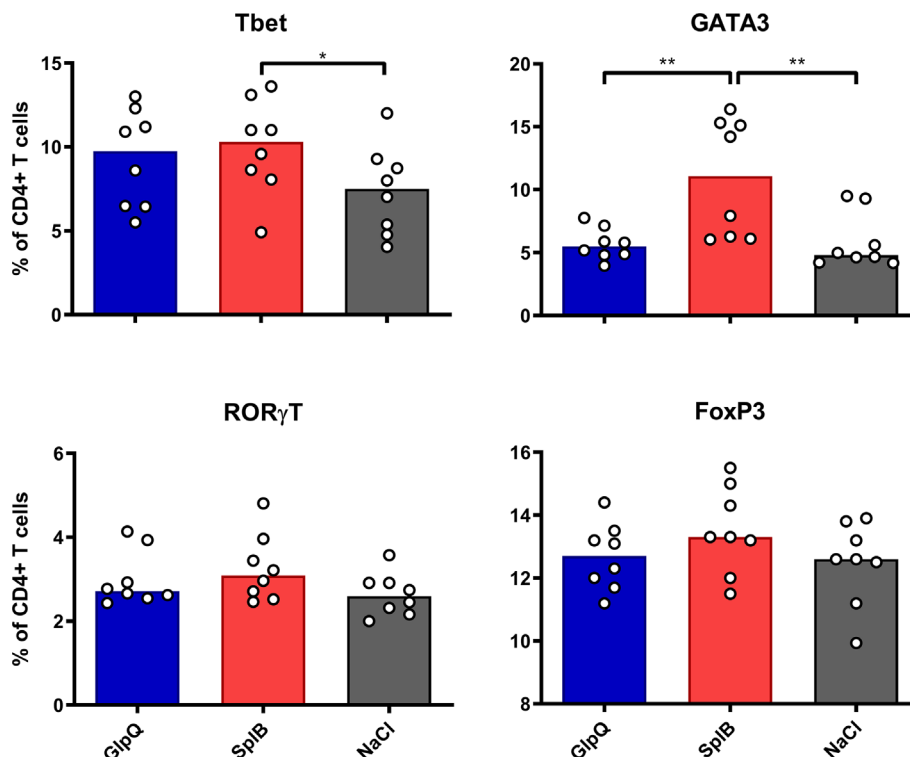 Tbet
GATA3
*
**
**
15
10
5
0
% of CD4+ T cells
20
15
10
5
0
RORγT
FoxP3
6
4
2
0
% of CD4+ T cells
GlpQ
SplB
NaCl
16
14
12
10
8
GlpQ
SplB
NaCl